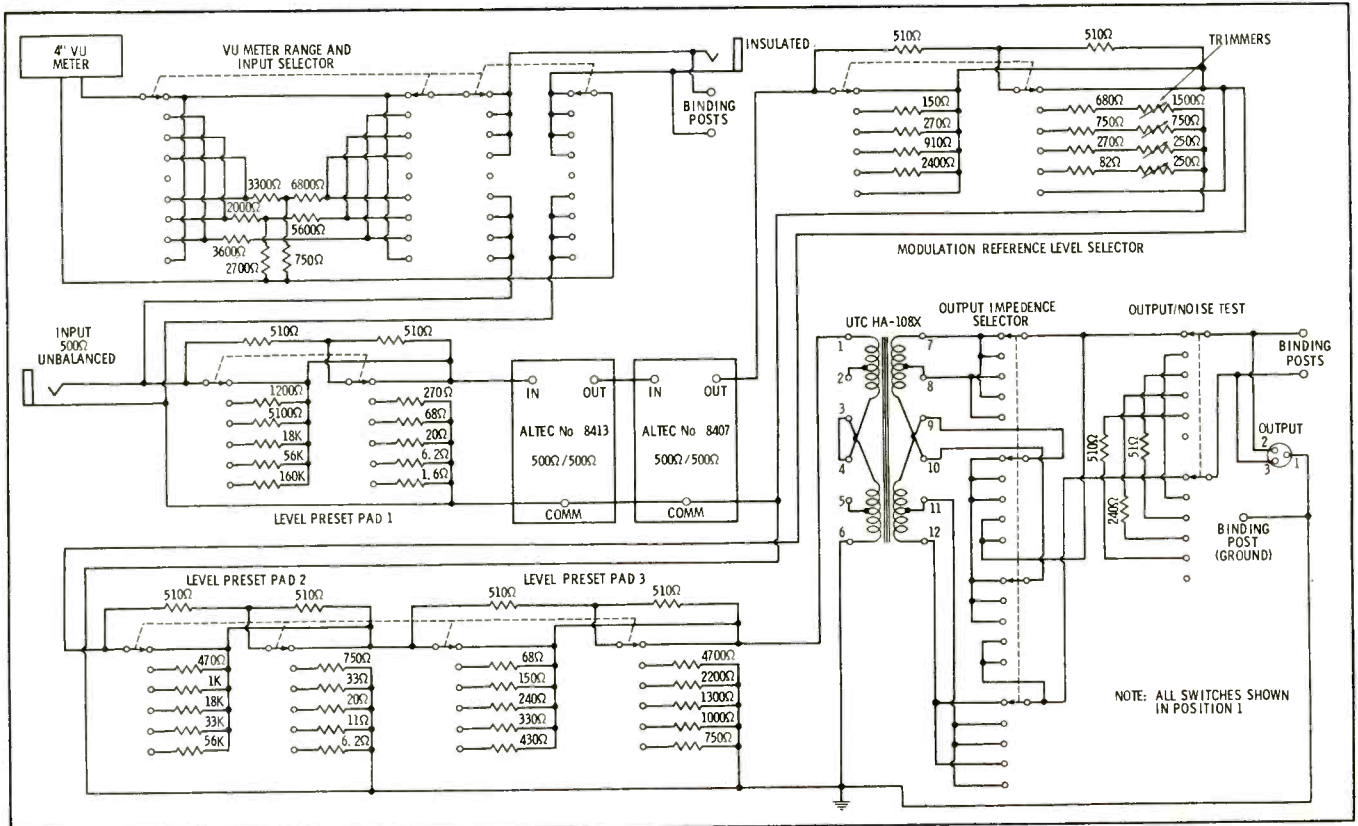 4" VU
METER
VU METER RANGE AND
INPUT SELECTOR
INSULATED
BINDING
POSTS
3300Ω
6800Ω
2000Ω
5600Ω
3600Ω
2700Ω
750Ω
510Ω
510Ω
TRIMMERS
150Ω
270Ω
910Ω
2400Ω
680Ω
1500Ω
750Ω
750Ω
270Ω
250Ω
82Ω
250Ω
MODULATION REFERENCE LEVEL SELECTOR
INPUT
500Ω
UNBALANCED
510Ω
510Ω
1200Ω
5100Ω
18K
56K
160K
270Ω
68Ω
20Ω
6.2Ω
1.6Ω
LEVEL PRESET PAD 1
IN
OUT
ALTEC No 8413
500Ω/500Ω
COMM
IN
OUT
ALTEC No 8407
500Ω/500Ω
COMM
UTC HA-108X
1
2
3
4
5
6
7
8
9
10
11
12
OUTPUT IMPEDENCE
SELECTOR
OUTPUT/NOISE TEST
510Ω
51Ω
240Ω
BINDING
POSTS
OUTPUT
2
3
1
BINDING
POST
(GROUND)
LEVEL PRESET PAD 2
510Ω
510Ω
470Ω
1K
18K
33K
56K
750Ω
33Ω
20Ω
11Ω
6.2Ω
LEVEL PRESET PAD 3
510Ω
510Ω
68Ω
150Ω
240Ω
330Ω
430Ω
4700Ω
2200Ω
1300Ω
1000Ω
750Ω
NOTE: ALL SWITCHES SHOWN
IN POSITION 1